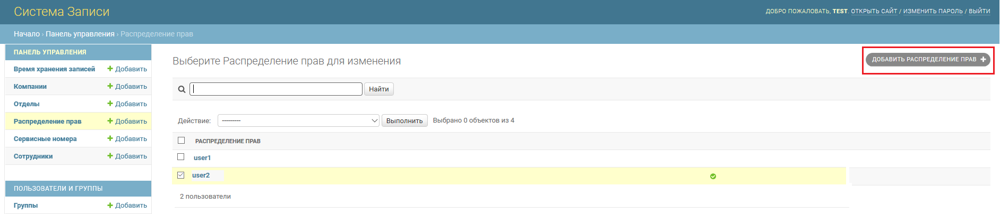 Система Записи
ДОБРО ПОЖАЛОВАТЬ, TEST. ОТКРЫТЬ САЙТ / ИЗМЕНИТЬ ПАРОЛЬ / ВЫЙТИ
Начало › Панель управления › Распределение прав
ПАНЕЛЬ УПРАВЛЕНИЯ
Время хранения записей Добавить
Компании Добавить
Отделы Добавить
Распределение прав Добавить
Сервисные номера Добавить
Сотрудники Добавить
ПОЛЬЗОВАТЕЛИ И ГРУППЫ
Группы Добавить
Выберите Распределение прав для изменения
ДОБАВИТЬ РАСПРЕДЕЛЕНИЕ ПРАВ
Найти
Действие: --------- Выполнить Выбрано 0 объектов из 4
РАСПРЕДЕЛЕНИЕ ПРАВ
user1
user2
2 пользователи